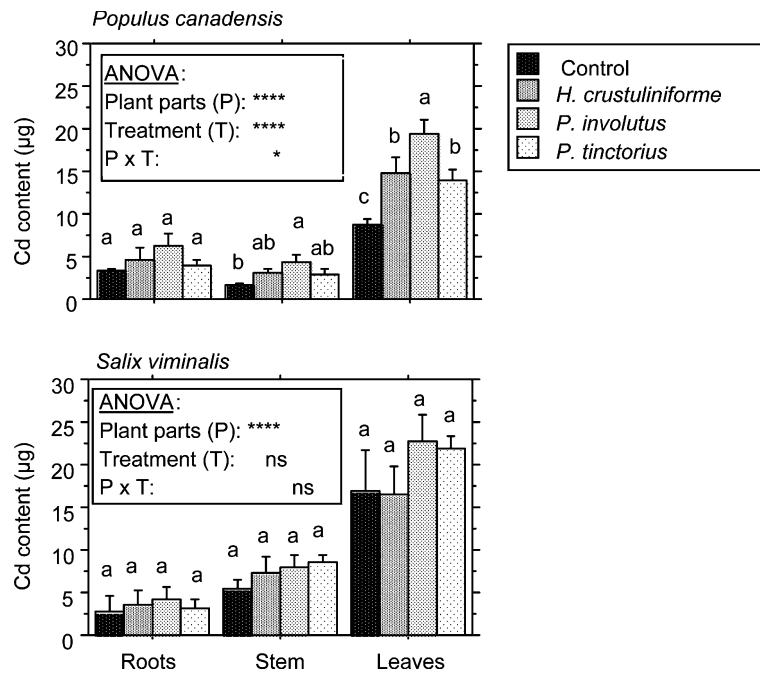 Populus canadensis
30
25
20
15
10
5
0
Cd content (µg)
ANOVA:
Plant parts (P): ****
Treatment (T): ****
P x T: *
a a a a
b ab a ab
c b a b
Control
H. crustuliniforme
P. involutus
P. tinctorius
Salix viminalis
30
25
20
15
10
5
0
Cd content (µg)
ANOVA:
Plant parts (P): ****
Treatment (T): ns
P x T: ns
a a a a
a a a a
a a a a
Roots Stem Leaves